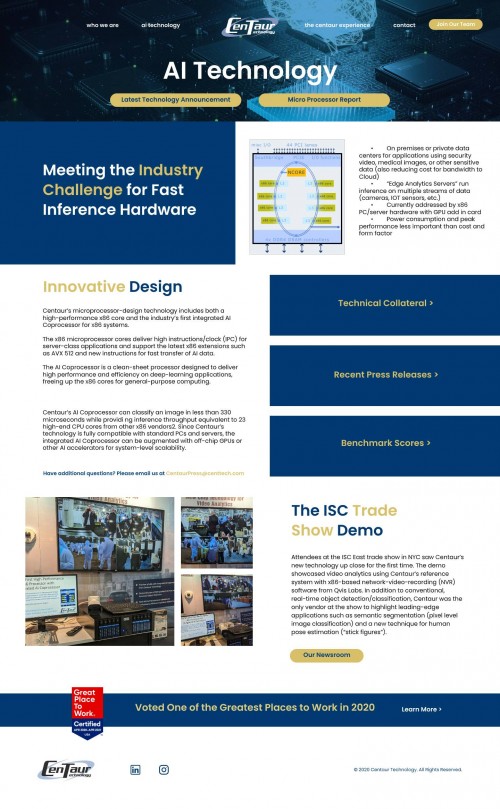 who we are
ai technology
CenTaur
technology
the centaur experience
contact
Join Our Team
AI Technology
Latest Technology Announcement
Micro Processor Report
Meeting the Industry
Challenge for Fast
Inference Hardware
NCORE
• On premises or private data
centers for applications using security
video, medical images, or other sensitive
data (also reducing cost for bandwidth to
Cloud)
• “Edge Analytics Servers” run
inference on multiple streams of data
(cameras, IOT sensors, etc.)
• Currently addressed by x86
PC/server hardware with GPU add in card
• Power consumption and peak
performance less important than cost and
form factor
Innovative Design
Centaur's microprocessor-design technology includes both a
high-performance x86 core and the industry's first integrated AI
Coprocessor for x86 systems.
The x86 microprocessor cores deliver high instructions/clock (IPC) for
server-class applications and support the latest x86 extensions such
as AVX 512 and new instructions for fast transfer of AI data.
The AI Coprocessor is a clean-sheet processor designed to deliver
high performance and efficiency on deep-learning applications,
freeing up the x86 cores for general-purpose computing.
Centaur's AI Coprocessor can classify an image in less than 330
microseconds while providing inference throughput equivalent to 23
high-end CPU cores from other x86 vendors2. Since Centaur's
technology is fully compatible with standard PCs and servers, the
integrated AI Coprocessor can be augmented with off-chip GPUs or
other AI accelerators for system-level scalability.
Have additional questions? Please email us at CentaurPress@centtech.com
Technical Collateral >
Recent Press Releases >
Benchmark Scores >
Video Analytics
The ISC Trade
Show Demo
Attendees at the ISC East trade show in NYC saw Centaur's
new technology up close for the first time. The demo
showcased video analytics using Centaur's reference
system with x86-based network-video-recording (NVR)
software from Qvis Labs. In addition to conventional,
real-time object detection/classification, Centaur was the
only vendor at the show to highlight leading-edge
applications such as semantic segmentation (pixel level
image classification) and a new technique for human
pose estimation (“stick figures”).
Our Newsroom
Great
Place
To
Work.
Certified
USA
Voted One of the Greatest Places to Work in 2020
Learn More >
CenTaur
technology
© 2020 Centaur Technology. All Rights Reserved.